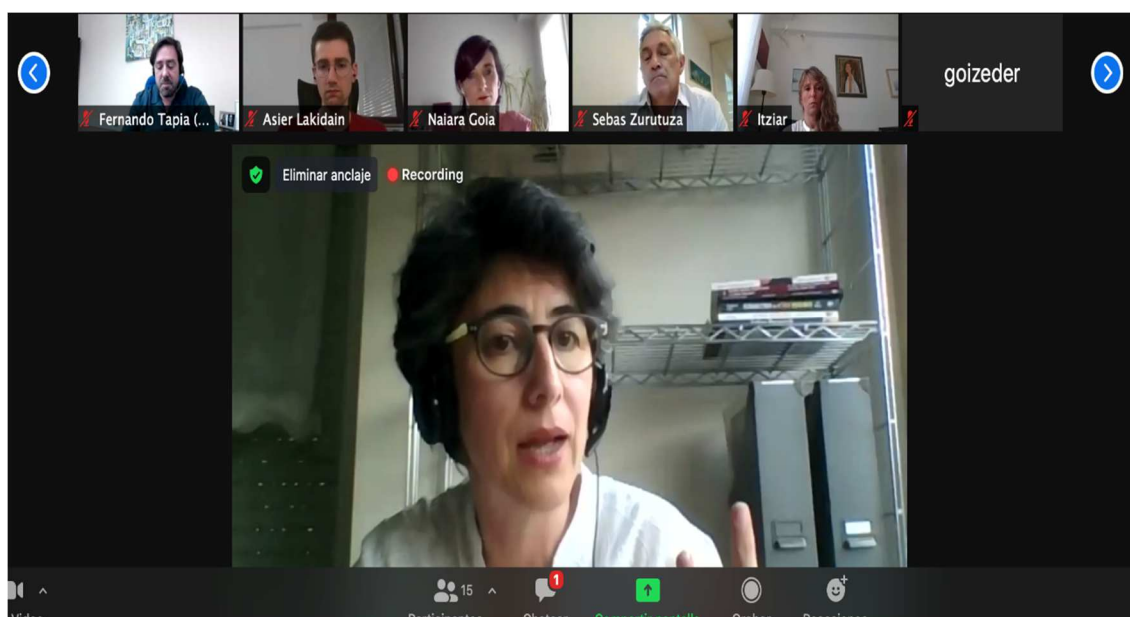 goizeder
Fernando Tapia (...
Asier Lakidain
Naiara Goia
Sebas Zurutuza
Itziar
Eliminar anclaje
Recording
15
1